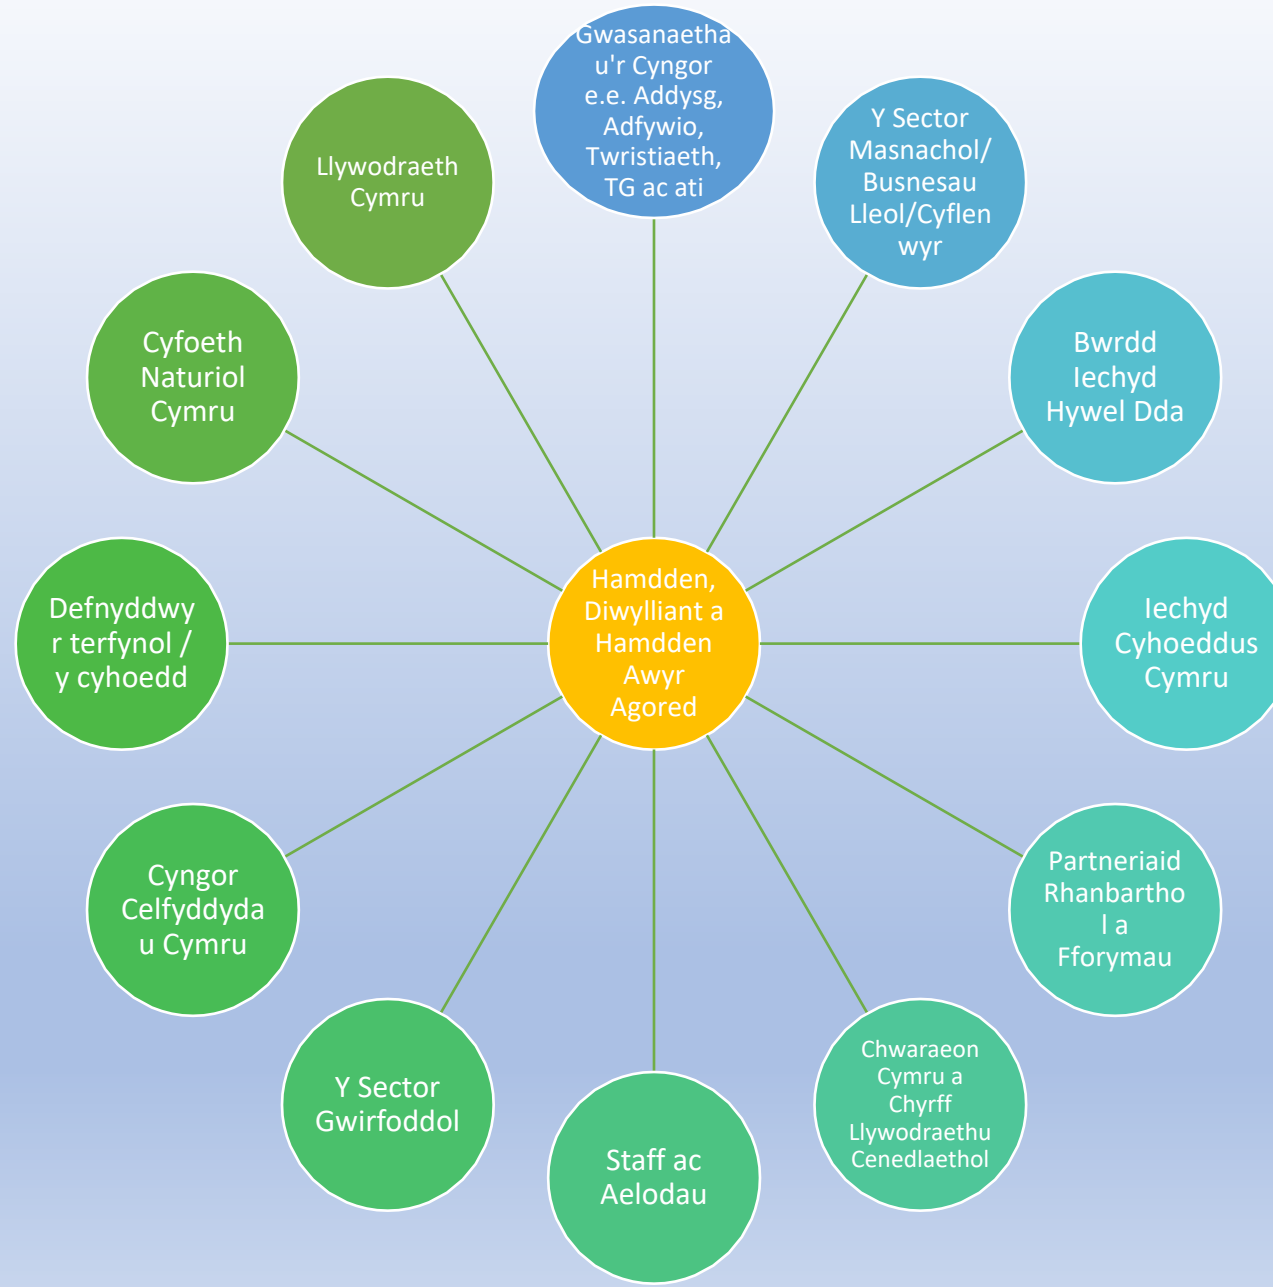 Gwasanaetha
u'r Cyngor
e.e. Addysg,
Adfywio,
Twristiaeth,
TG ac ati
Y Sector
Masnachol/
Busnesau
Lleol/Cyflen
wyr
Bwrdd
Iechyd
Hywel Dda
Iechyd
Cyhoeddus
Cymru
Partneriaid
Rhanbartho
l a
Fforymau
Chwaraeon
Cymru a
Chyrff
Llywodraethu
Cenedlaethol
Staff ac
Aelodau
Y Sector
Gwirfoddol
Cyngor
Celfyddyda
u Cymru
Defnyddwy
r terfynol /
y cyhoedd
Cyfoeth
Naturiol
Cymru
Llywodraeth
Cymru
Hamdden,
Diwylliant a
Hamdden
Awyr
Agored